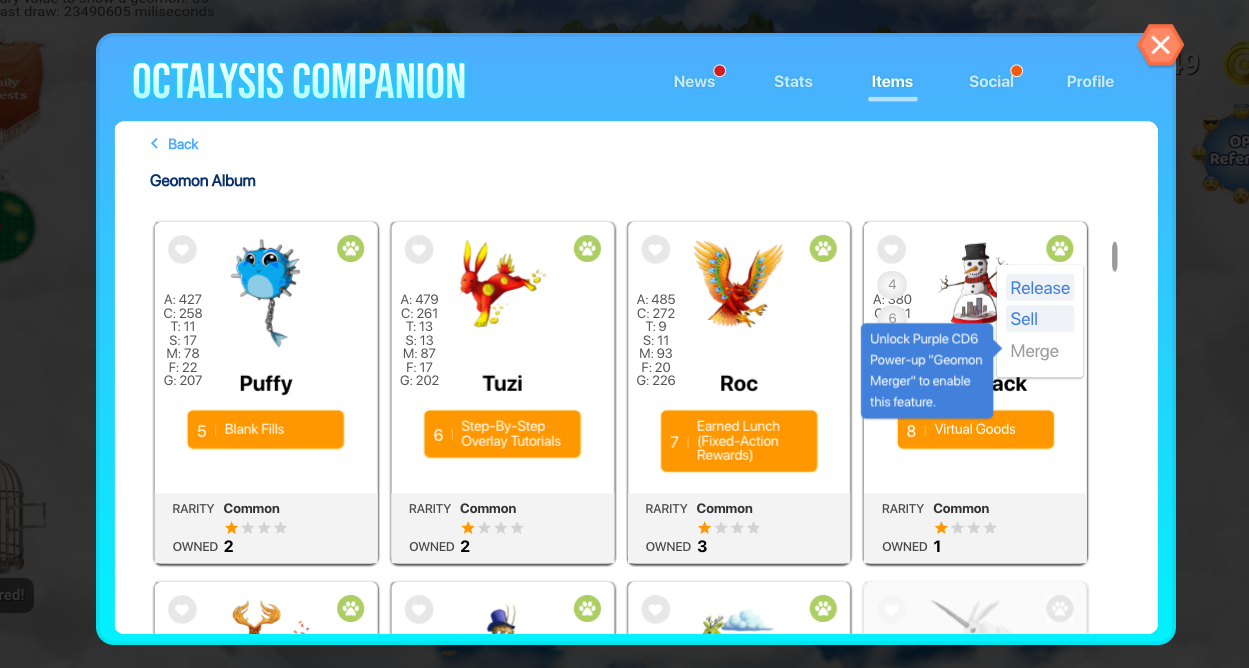 ast draw: 23490605 miliseconds
OCTALYSIS COMPANION
News
Stats
Items
Social
Profile
Back
Geomon Album
A: 427
C: 258
T: 11
S: 17
M: 78
F: 22
G: 207
Puffy
5 | Blank Fills
RARITY Common
OWNED 2
A: 479
C: 261
T: 13
S: 13
M: 87
F: 17
G: 202
Tuzi
6 | Step-By-Step
Overlay Tutorials
RARITY Common
OWNED 2
A: 485
C: 272
T: 9
S: 11
M: 93
F: 20
G: 226
Roc
7 | Earned Lunch
(Fixed-Action
Rewards)
RARITY Common
OWNED 3
4
A: 380
6
Release
Sell
Merge
Unlock Purple CD6
Power-up "Geomon
Merger" to enable
this feature.
ack
8 | Virtual Goods
RARITY Common
OWNED 1